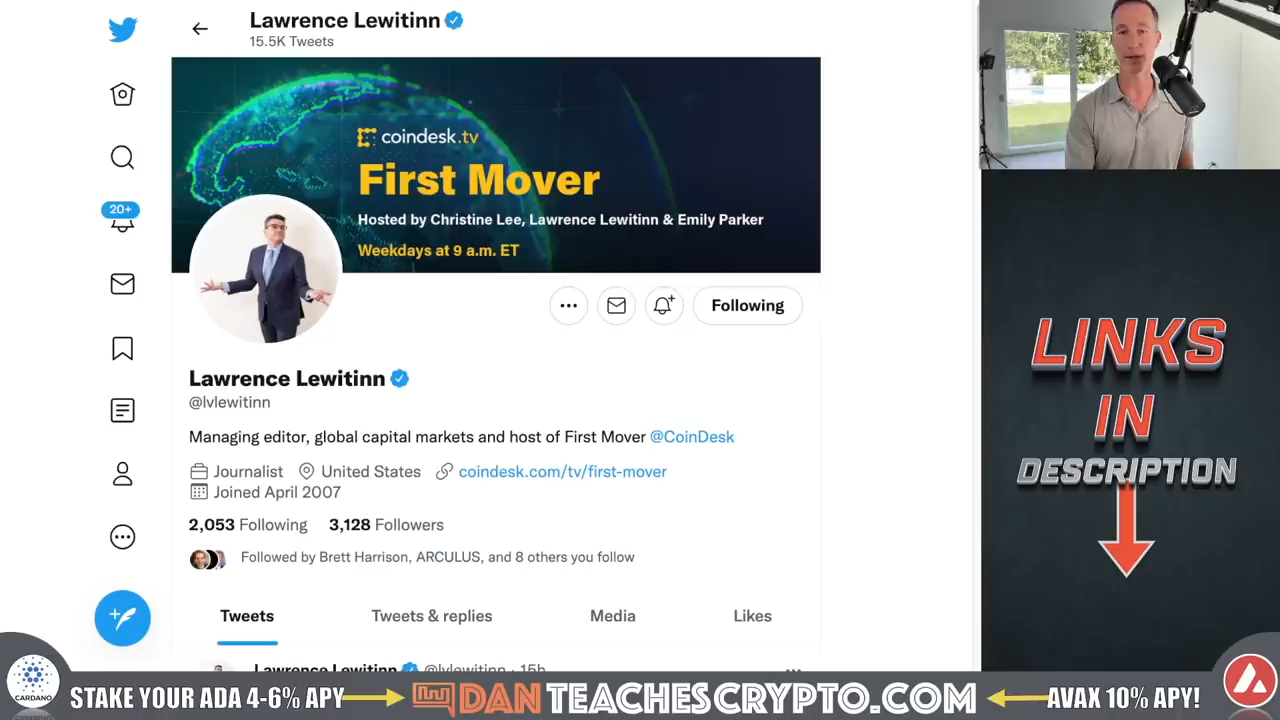 Lawrence Lewitinn
15.5K Tweets
coindesk.tv
First Mover
Hosted by Christine Lee, Lawrence Lewitinn & Emily Parker
Weekdays at 9 a.m. ET
20+
Following
Lawrence Lewitinn
@lvlewitinn
Managing editor, global capital markets and host of First Mover @CoinDesk
Journalist United States coindesk.com/tv/first-mover
Joined April 2007
2,053 Following 3,128 Followers
Followed by Brett Harrison, ARCULUS, and 8 others you follow
Tweets Tweets & replies Media Likes
Lawrence Lewitinn @lvlewitinn · 15h
LINKS
IN
DESCRIPTION
CARDANO
STAKE YOUR ADA 4-6% APY DANTEACHESCRYPTO.COM AVAX 10% APY!